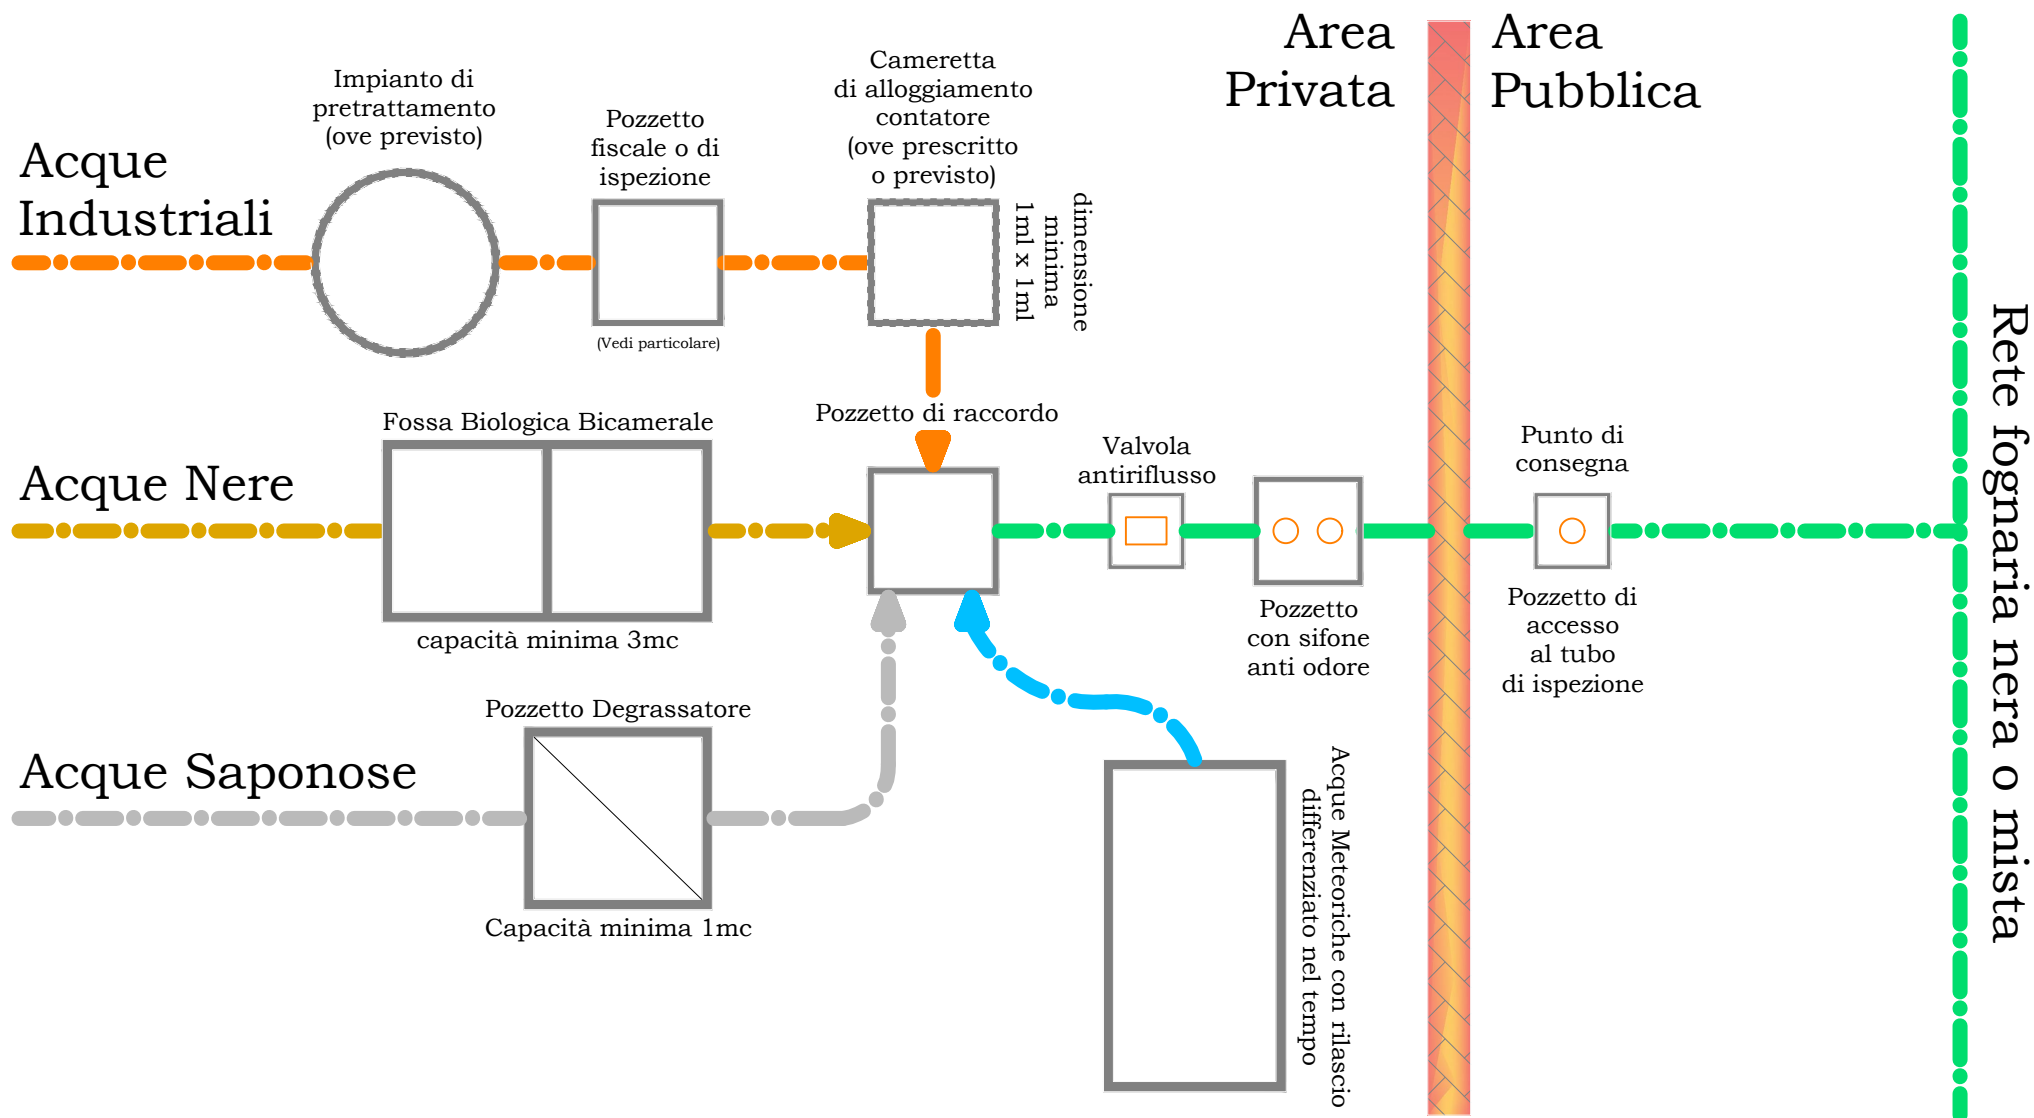 Area
Privata
Area
Pubblica
Impianto di
pretrattamento
(ove previsto)
Pozzetto
fiscale o di
ispezione
Cameretta
di alloggiamento
contatore
(ove prescritto
o previsto)
Acque
Industriali
dimensione
minima
1ml x 1ml
(Vedi particolare)
Fossa Biologica Bicamerale
Pozzetto di raccordo
Valvola
antiriflusso
Punto di
consegna
Acque Nere
capacità minima 3mc
Pozzetto
con sifone
anti odore
Pozzetto di
accesso
al tubo
di ispezione
Rete fognaria nera o mista
Pozzetto Degrassatore
Acque Saponose
Capacità minima 1mc
Acque Meteoriche con rilascio
differenziato nel tempo